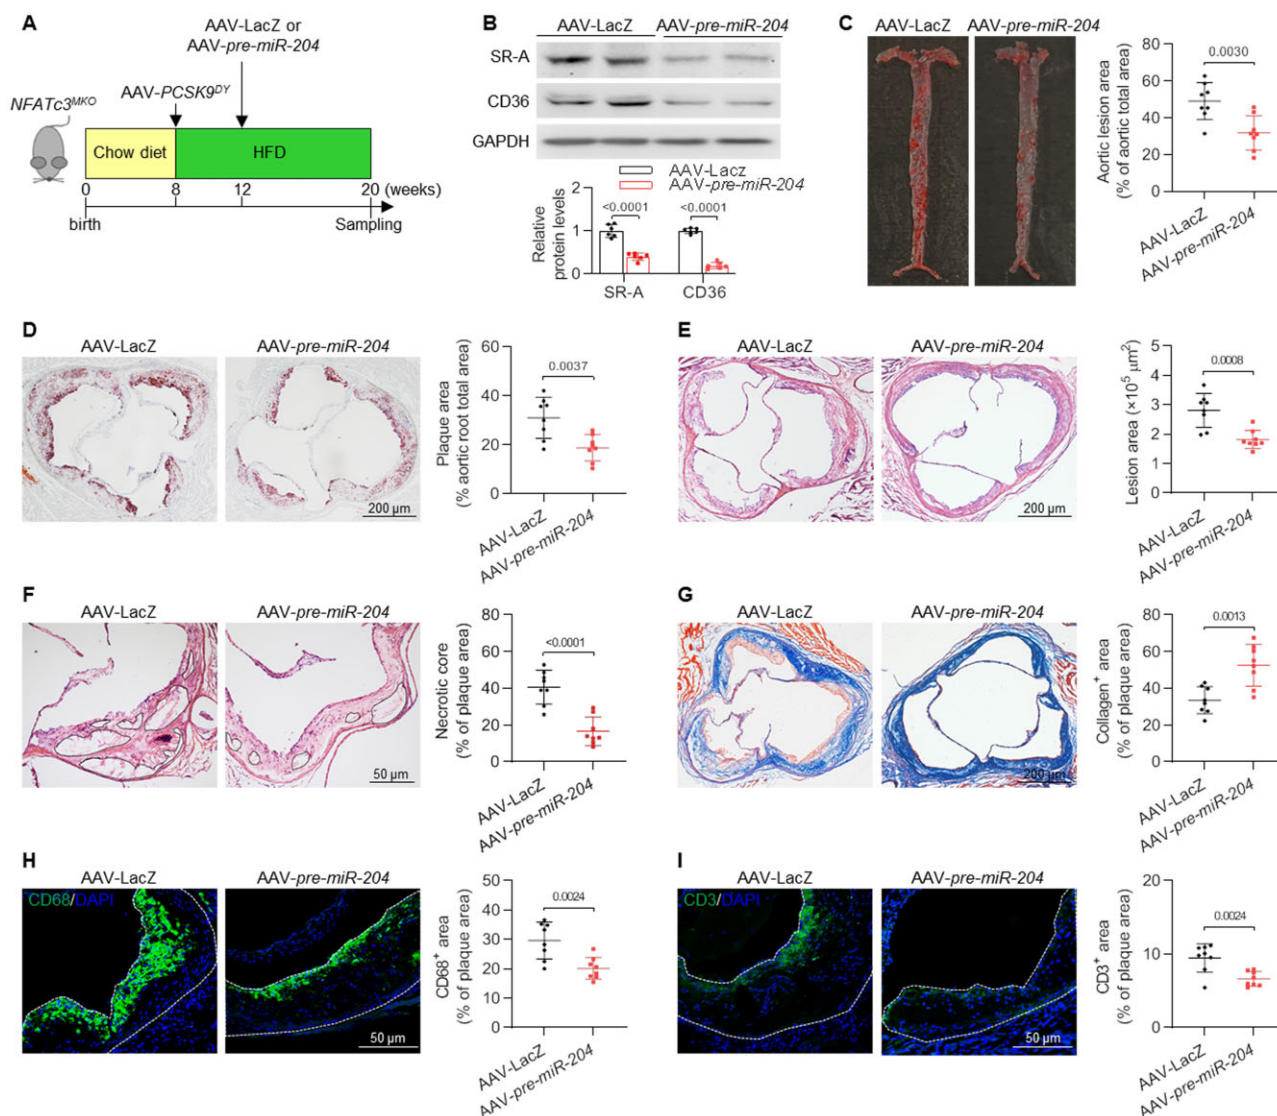 A
AAV-LacZ or
AAV-pre-miR-204
AAV-PCSK9DY
NFATc3MKO
Chow diet
HFD
0
8
12
20
(weeks)
birth
Sampling
B
AAV-LacZ
AAV-pre-miR-204
SR-A
CD36
GAPDH
AAV-Lacz
AAV-pre-miR-204
Relative
protein levels
2
1
0
<0.0001
<0.0001
SR-A
CD36
C
AAV-LacZ
AAV-pre-miR-204
Aortic lesion area
(% of aortic total area)
80
60
40
20
0
0.0030
AAV-LacZ
AAV-pre-miR-204
D
AAV-LacZ
AAV-pre-miR-204
200 µm
Plaque area
(% aortic root total area)
60
40
20
0
0.0037
AAV-LacZ
AAV-pre-miR-204
E
AAV-LacZ
AAV-pre-miR-204
200 µm
Lesion area (×10⁵ µm²)
5
4
3
2
1
0
0.0008
AAV-LacZ
AAV-pre-miR-204
F
AAV-LacZ
AAV-pre-miR-204
50 µm
Necrotic core
(% of plaque area)
80
60
40
20
0
<0.0001
AAV-LacZ
AAV-pre-miR-204
G
AAV-LacZ
AAV-pre-miR-204
200 µm
Collagen⁺ area
(% of plaque area)
80
60
40
20
0
0.0013
AAV-LacZ
AAV-pre-miR-204
H
AAV-LacZ
AAV-pre-miR-204
CD68/DAPI
50 µm
CD68⁺ area
(% of plaque area)
50
40
30
20
10
0
0.0024
AAV-LacZ
AAV-pre-miR-204
I
AAV-LacZ
AAV-pre-miR-204
CD3/DAPI
50 µm
CD3⁺ area
(% of plaque area)
20
10
0
0.0024
AAV-LacZ
AAV-pre-miR-204